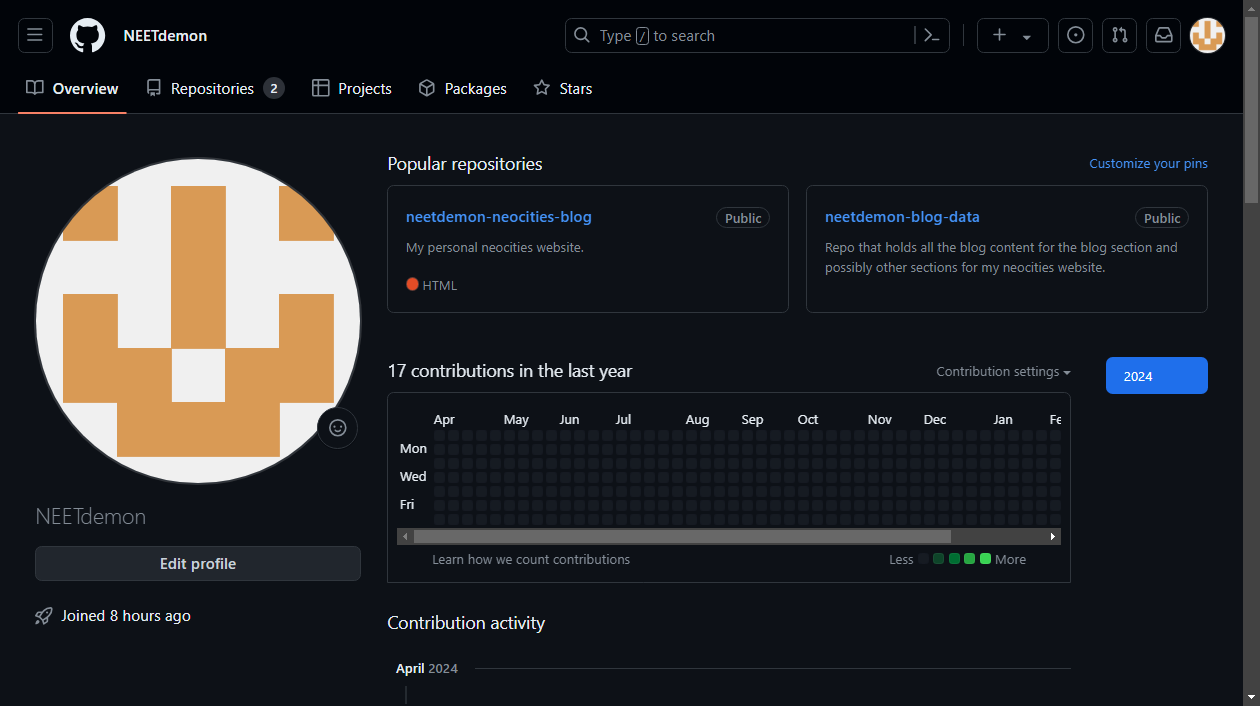 NEETdemon
Type / to search
Overview Repositories 2 Projects Packages Stars
Popular repositories Customize your pins
neetdemon-neocities-blog Public
My personal neocities website.
HTML
neetdemon-blog-data Public
Repo that holds all the blog content for the blog section and
possibly other sections for my neocities website.
17 contributions in the last year Contribution settings
2024
Apr May Jun Jul Aug Sep Oct Nov Dec Jan Fe
Mon
Wed
Fri
Learn how we count contributions Less More
NEETdemon
Edit profile
Joined 8 hours ago
Contribution activity
April 2024